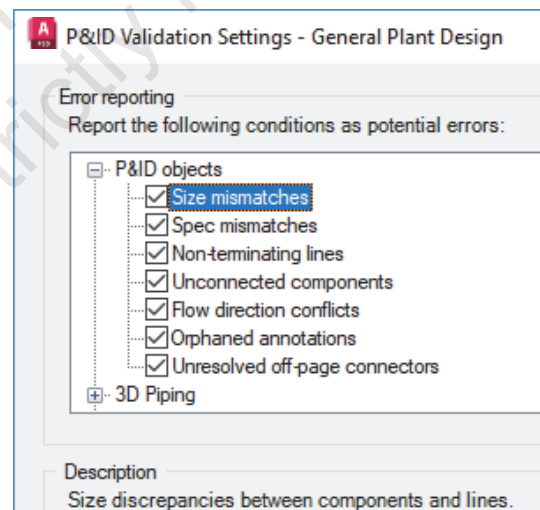 P&ID Validation Settings - General Plant Design
Error reporting
Report the following conditions as potential errors:
P&ID objects
Size mismatches
Spec mismatches
Non-terminating lines
Unconnected components
Flow direction conflicts
Orphaned annotations
Unresolved off-page connectors
3D Piping
Description
Size discrepancies between components and lines.